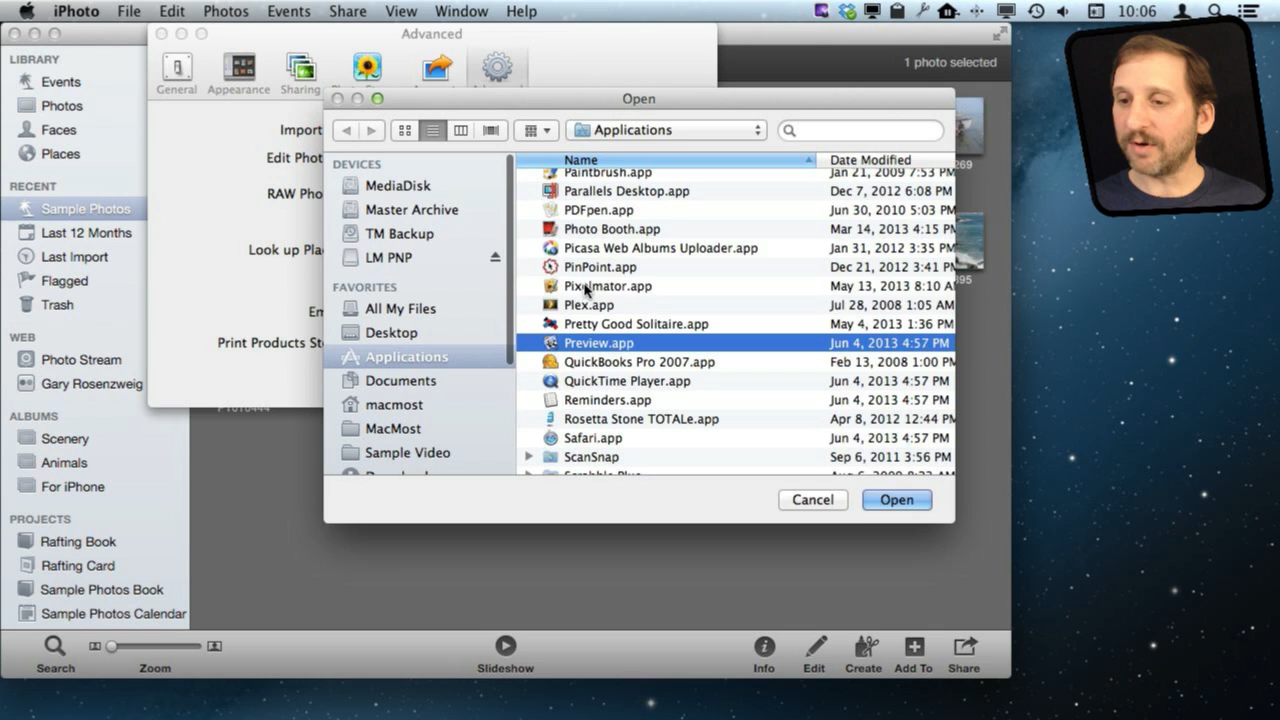 iPhoto File Edit Photos Events Share View Window Help 10:06
Advanced
General Appearance Sharing
1 photo selected
LIBRARY
Events
Photos
Faces
Places
RECENT
Sample Photos
Last 12 Months
Last Import
Flagged
Trash
WEB
Photo Stream
Gary Rosenzweig
ALBUMS
Scenery
Animals
For iPhone
PROJECTS
Rafting Book
Rafting Card
Sample Photos Book
Sample Photos Calendar
Import
Edit Phot
RAW Pho
Look up Pla
Em
Print Products Sto
Open
Applications
DEVICES
MediaDisk
Master Archive
TM Backup
LM PNP
FAVORITES
All My Files
Desktop
Applications
Documents
macmost
MacMost
Sample Video
Name Date Modified
Paintbrush.app Jan 21, 2009 7:53 P
Parallels Desktop.app Dec 7, 2012 6:08 PM
PDFpen.app Jun 30, 2010 5:03 PM
Photo Booth.app Mar 14, 2013 4:15 PM
Picasa Web Albums Uploader.app Jan 31, 2012 3:35 PM
PinPoint.app Dec 21, 2012 3:41 PM
Pixelmator.app May 13, 2013 8:10 A
Plex.app Jul 28, 2008 1:05 AM
Pretty Good Solitaire.app May 4, 2013 1:36 PM
Preview.app Jun 4, 2013 4:57 PM
QuickBooks Pro 2007.app Feb 13, 2008 1:00 PM
QuickTime Player.app Jun 4, 2013 4:57 PM
Reminders.app Jun 4, 2013 4:57 PM
Rosetta Stone TOTALe.app Apr 8, 2012 12:44 PM
Safari.app Jun 4, 2013 4:57 PM
ScanSnap Sep 6, 2011 3:56 PM
Cancel Open
269
Search Zoom Slideshow Info Edit Create Add To Share